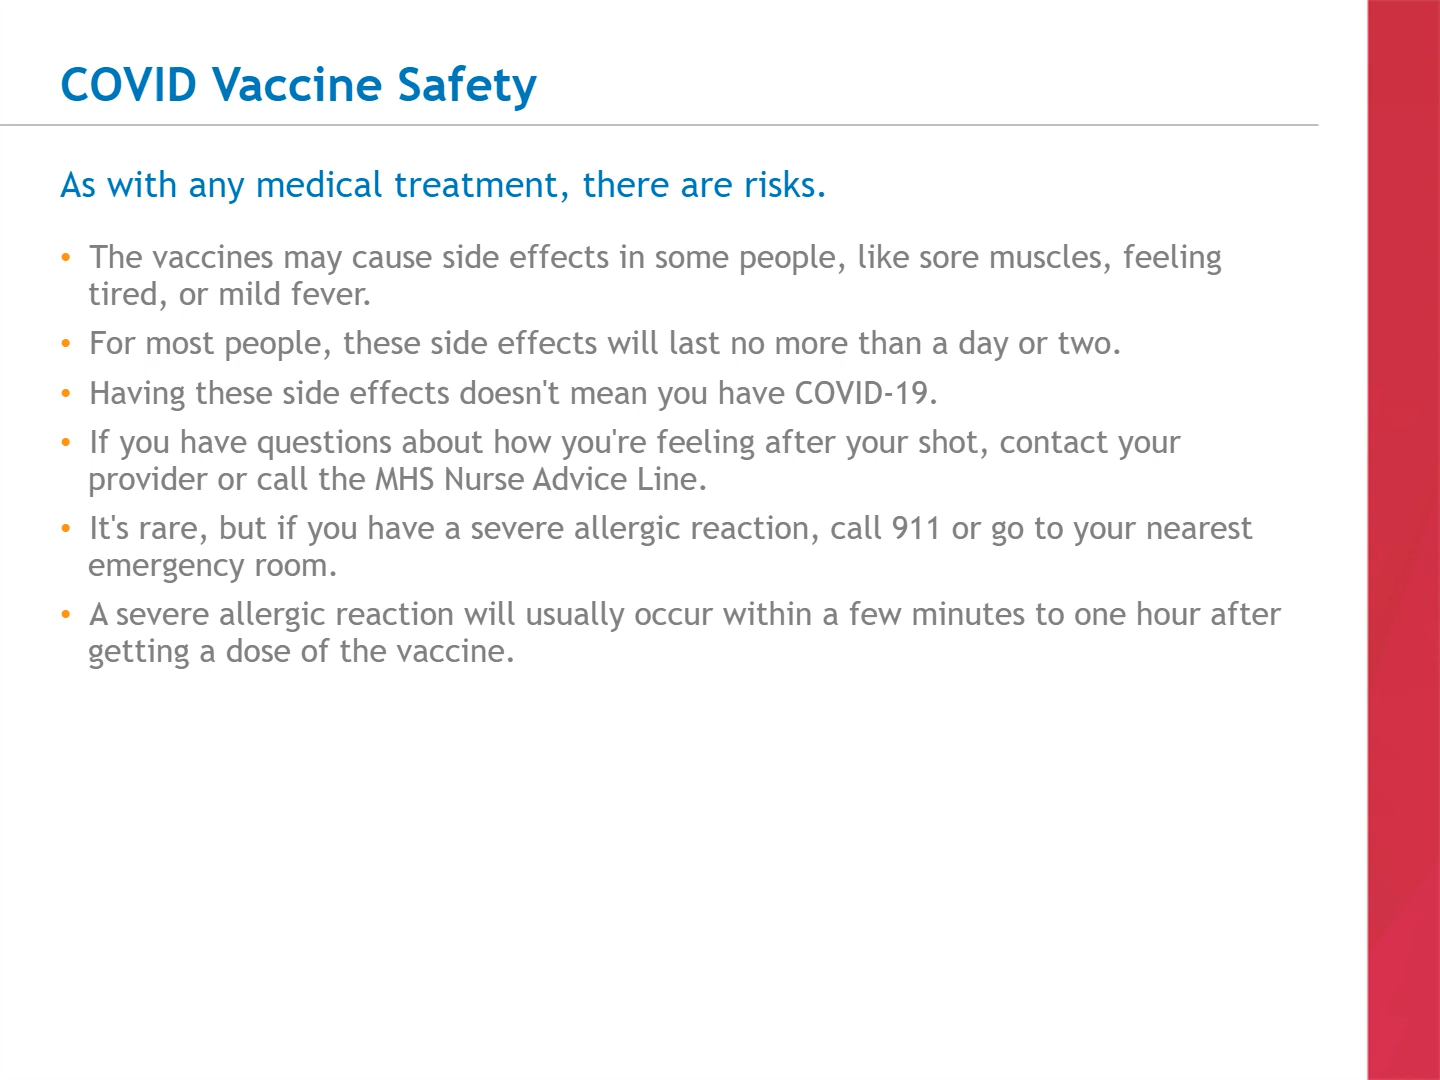 COVID Vaccine Safety
As with any medical treatment, there are risks.
• The vaccines may cause side effects in some people, like sore muscles, feeling
tired, or mild fever.
• For most people, these side effects will last no more than a day or two.
• Having these side effects doesn't mean you have COVID-19.
• If you have questions about how you're feeling after your shot, contact your
provider or call the MHS Nurse Advice Line.
• It's rare, but if you have a severe allergic reaction, call 911 or go to your nearest
emergency room.
• A severe allergic reaction will usually occur within a few minutes to one hour after
getting a dose of the vaccine.